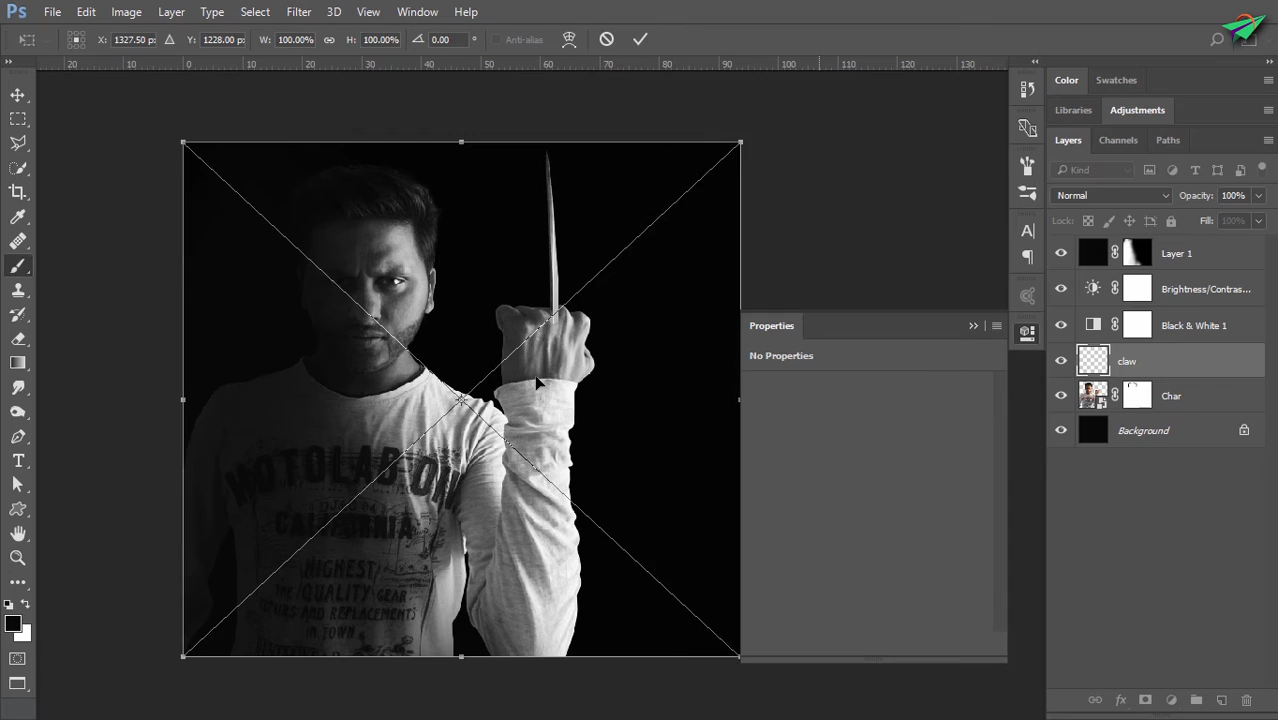 Ps File Edit Image Layer Type Select Filter 3D View Window Help
X: 1327.50 px Y: 1228.00 px W: 100.00% H: 100.00% 0.00 ° Anti-alias
20 10 0 10 20 30 40 50 60 70 80 90 100 110 120 130
Color Swatches
Libraries Adjustments
Layers Channels Paths
Kind
Normal Opacity: 100%
Lock: Fill: 100%
Layer 1
Brightness/Contras...
Black & White 1
claw
Char
Background
Properties
No Properties
MOTOLAB ON
CALIFORNIA
HIGHEST
QUALITY GEAR
AND REPLACEMENTS
IN TOWN